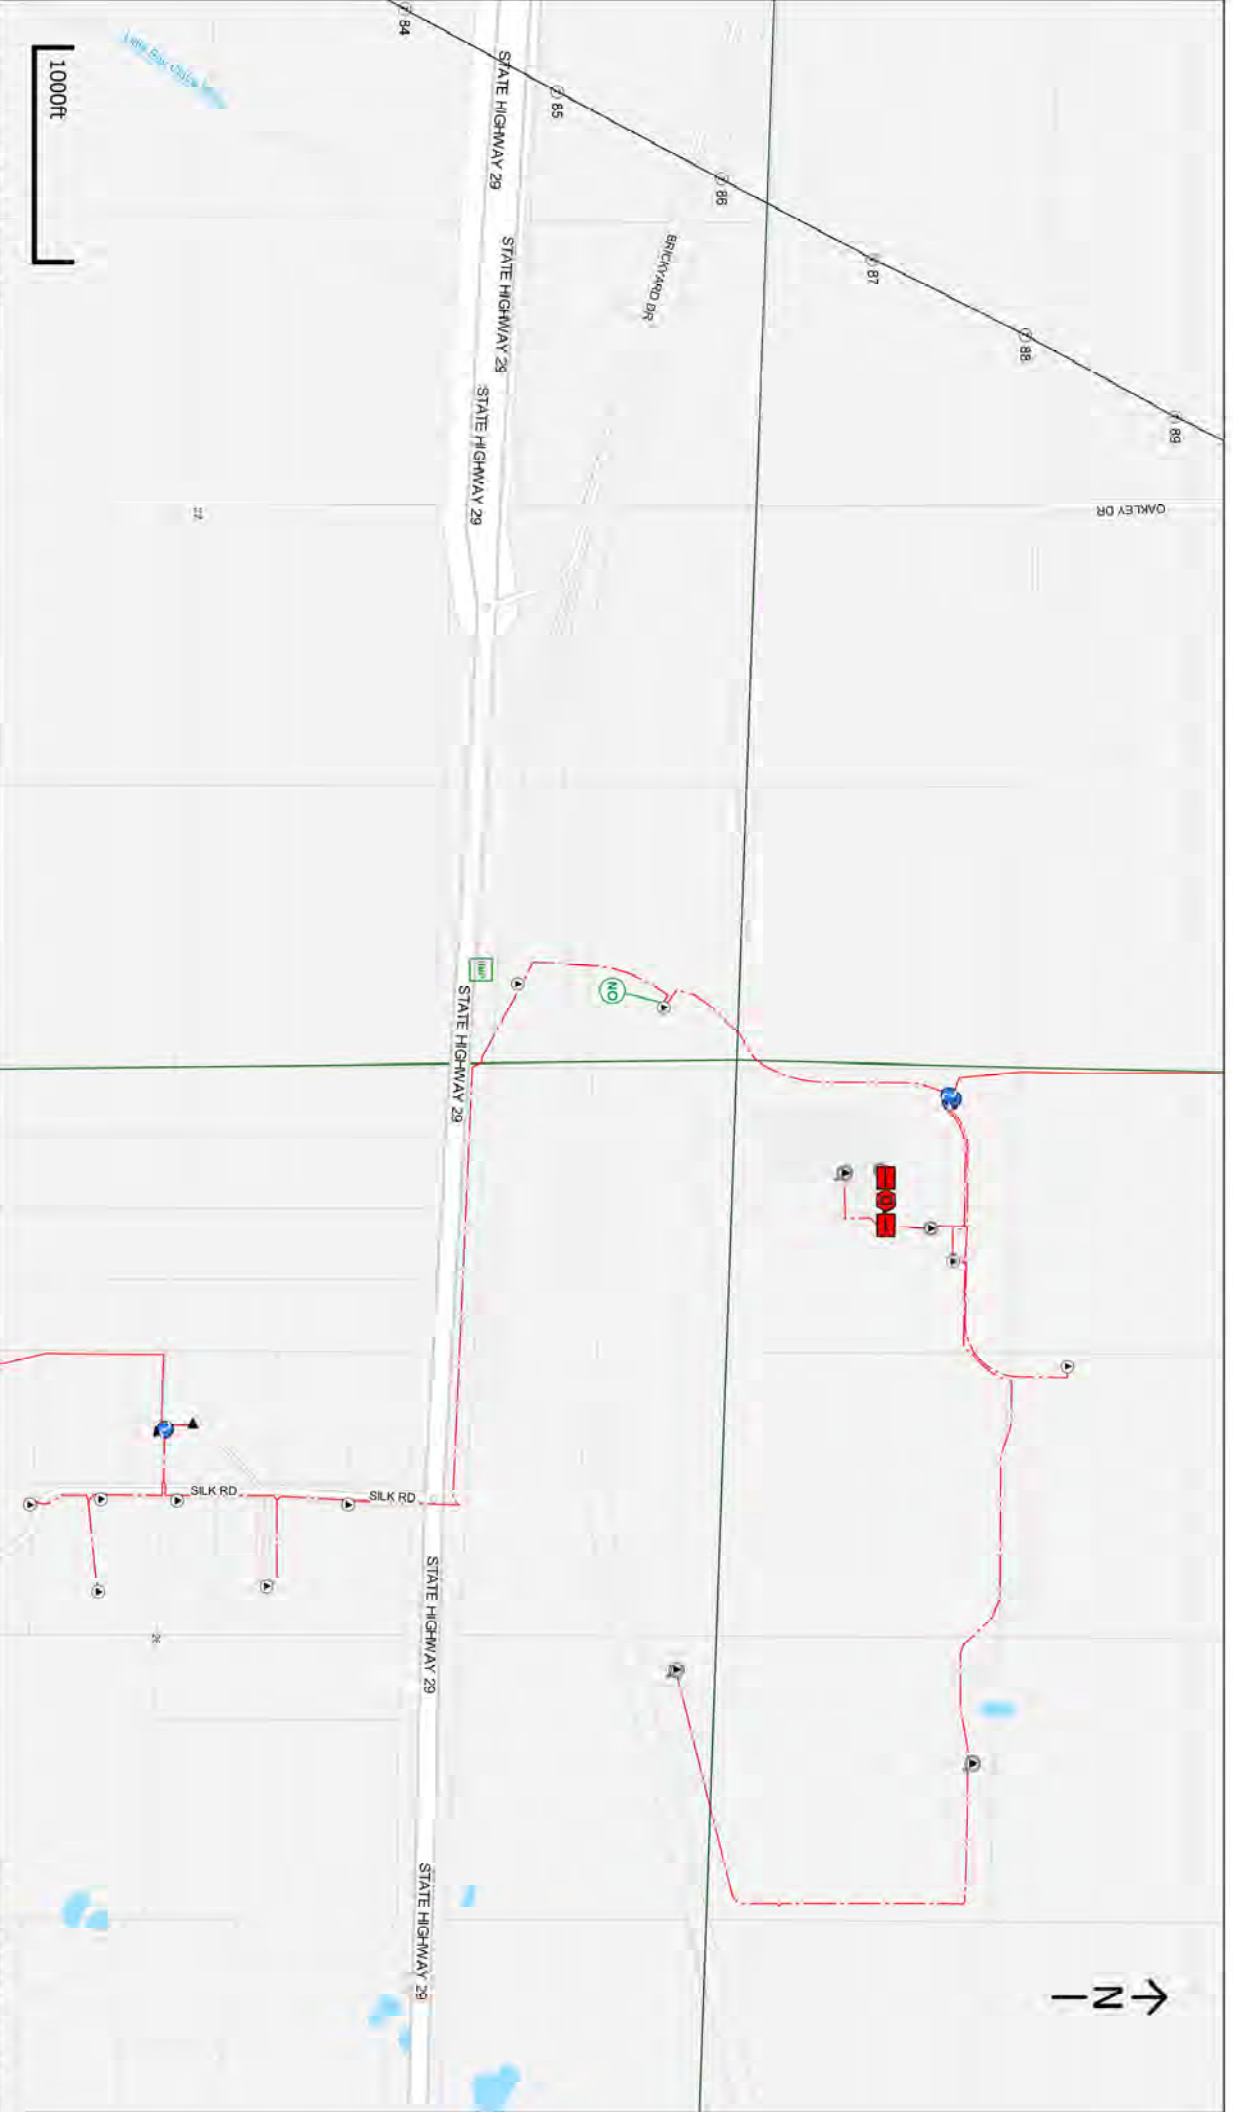 84
85
86
87
88
89
1000ft
STATE HIGHWAY 29
STATE HIGHWAY 29
STATE HIGHWAY 29
BRICKYARD DR
OAKLEY DR
NO
STATE HIGHWAY 29
SILK RD
SILK RD
STATE HIGHWAY 29
STATE HIGHWAY 29
N